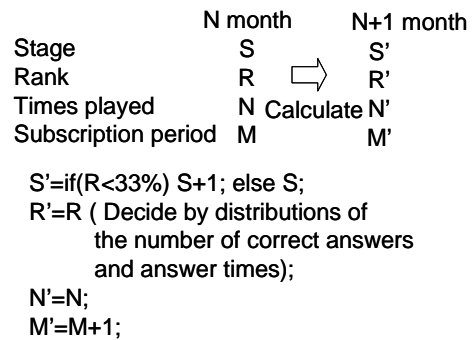 N month N+1 month
Stage S S’
Rank R R’
Times played N Calculate N’
Subscription period M M’
S’=if(R<33%) S+1; else S;
R’=R ( Decide by distributions of
the number of correct answers
and answer times);
N’=N;
M’=M+1;